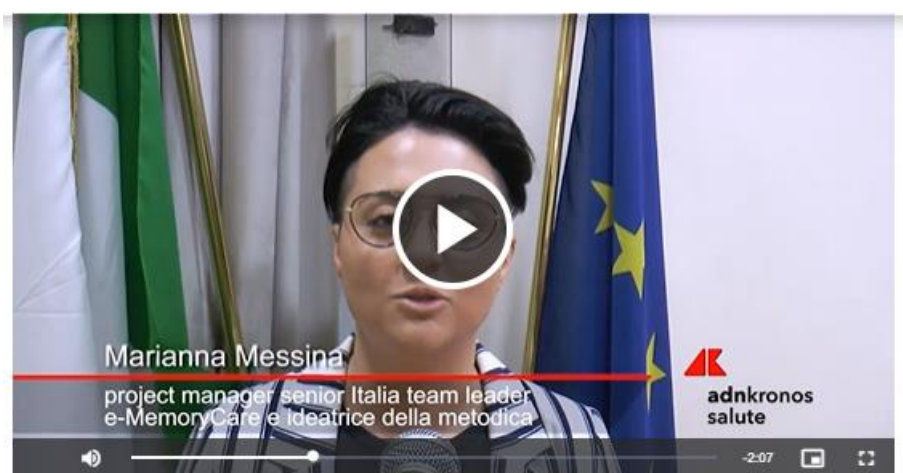 Marianna Messina
project manager senior Italia team leader
e-MemoryCare e ideatrice della metodica
adnkronos
salute
-2:07